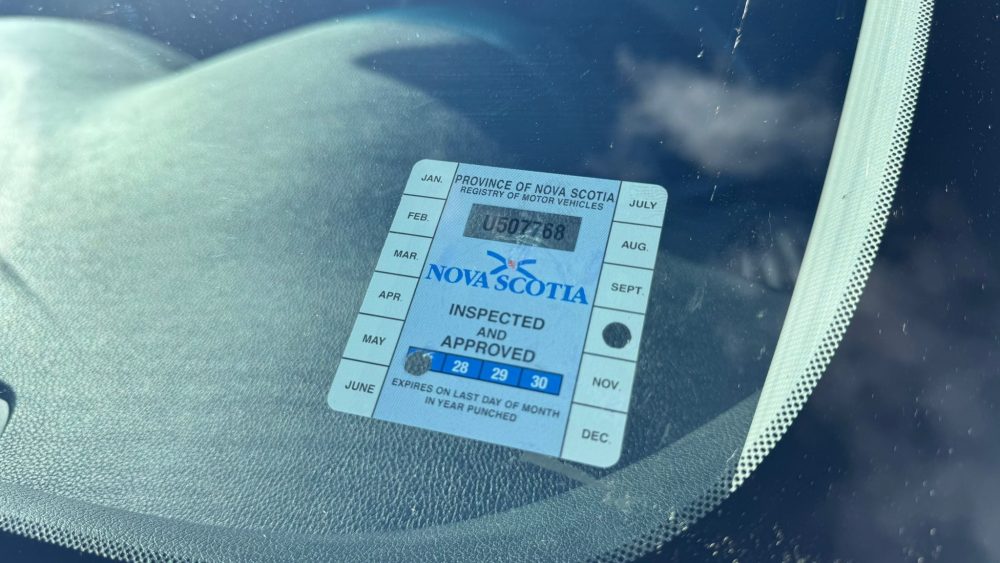 PROVINCE OF NOVA SCOTIA
REGISTRY OF MOTOR VEHICLES
U507768
NOVA SCOTIA
INSPECTED
AND
APPROVED
28 29 30
EXPIRES ON LAST DAY OF MONTH
IN YEAR PUNCHED
JAN.
FEB.
MAR.
APR.
MAY
JUNE
JULY
AUG.
SEPT.
NOV.
DEC.